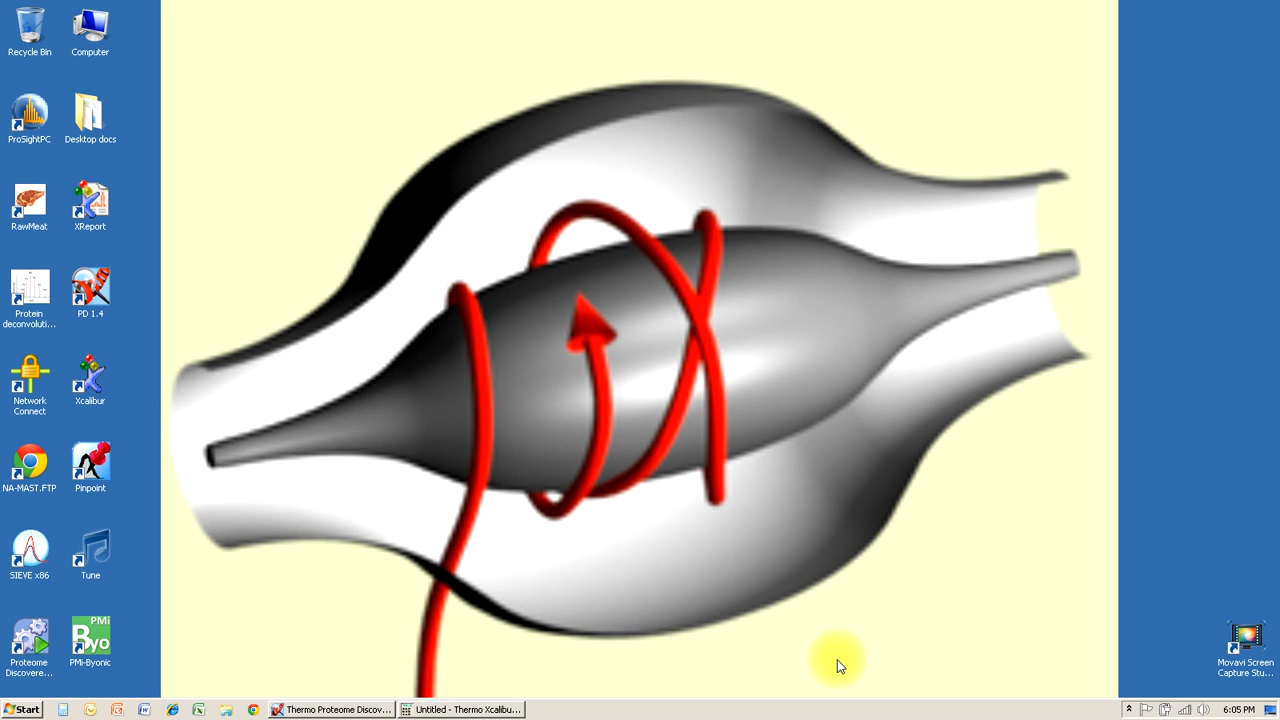 Recycle Bin
Computer
ProSightPC
Desktop docs
RawMeat
XReport
Protein
deconvoluti...
PD 1.4
Network
Connect
Xcalibur
NA-MAST.FTP
Pinpoint
SIEVE x86
Tune
Proteome
Discovere...
PMi
Byo
PMi-Byonic
Movavi Screen
Capture Stu...
Start
Thermo Proteome Discov...
Untitled - Thermo Xcalibu...
6:05 PM